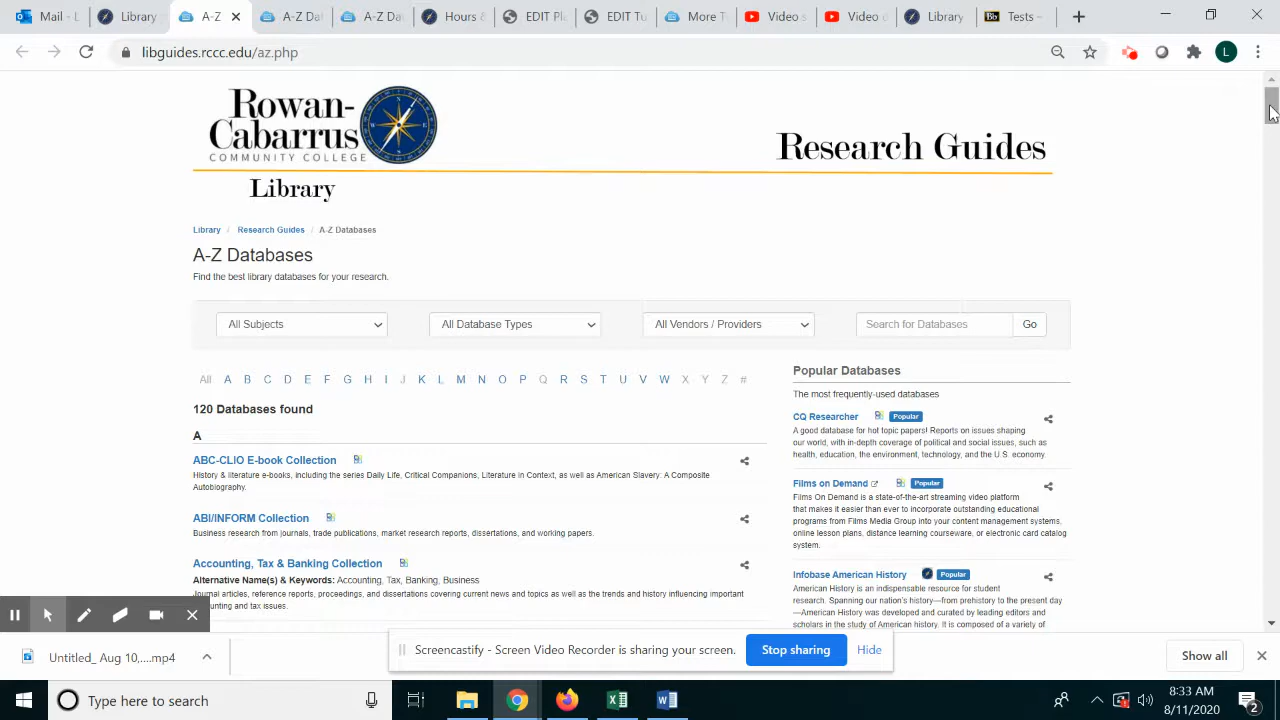 Mail - L
Library
A-Z
A-Z Dat
A-Z Da
Hours &
EDIT Pl
EDIT Tu
More T
Video s
Video d
Library
Bb
Tests –
libguides.rccc.edu/az.php
L
Rowan-
Cabarrus
COMMUNITY COLLEGE
Library
Research Guides
Library / Research Guides / A-Z Databases
A-Z Databases
Find the best library databases for your research.
All Subjects
All Database Types
All Vendors / Providers
Search for Databases
Go
All A B C D E F G H I J K L M N O P Q R S T U V W X Y Z #
120 Databases found
A
ABC-CLIO E-book Collection
History & literature e-books, including the series Daily Life, Critical Companions, Literature in Context, as well as American Slavery: A Composite
Autobiography.
ABI/INFORM Collection
Business research from journals, trade publications, market research reports, dissertations, and working papers.
Accounting, Tax & Banking Collection
Alternative Name(s) & Keywords: Accounting, Tax, Banking, Business
Journal articles, reference reports, proceedings, and dissertations covering current news and topics as well as the trends and history influencing important
unting and tax issues.
Popular Databases
The most frequently-used databases
CQ Researcher Popular
A good database for hot topic papers! Reports on issues shaping
our world, with in-depth coverage of political and social issues, such as
health, education, the environment, technology, and the U.S. economy.
Films on Demand Popular
Films On Demand is a state-of-the-art streaming video platform
that makes it easier than ever to incorporate outstanding educational
programs from Films Media Group into your content management systems,
online lesson plans, distance learning courseware, or electronic card catalog
system.
Infobase American History Popular
American History is an indispensable resource for student
research. Spanning our nation's history—from prehistory to the present day
—American History was developed and curated by leading editors and
scholars in the study of American history. It is composed of a variety of
Screencastify - Screen Video Recorder is sharing your screen.
Stop sharing
Hide
Untitled_ Aug 10,....mp4
Show all
Type here to search
8:33 AM
8/11/2020
2